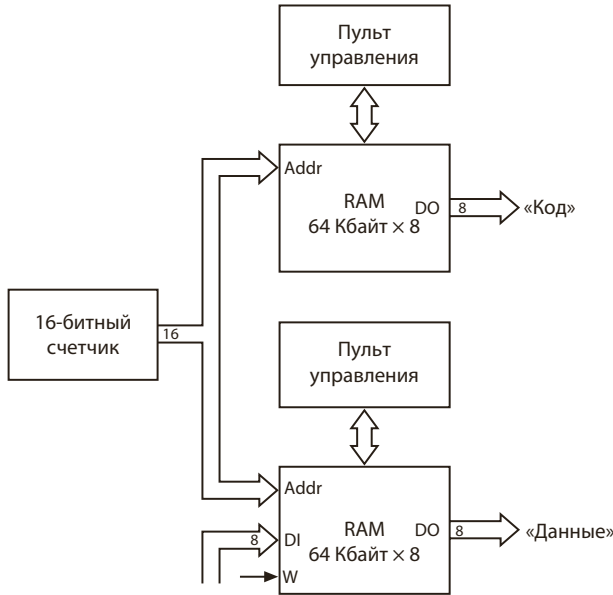 Пульт
управления
Addr
RAM
64 Кбайт × 8
DO
8
«Код»
16-битный
счетчик
16
Пульт
управления
Addr
8
DI
W
RAM
64 Кбайт × 8
DO
8
«Данные»